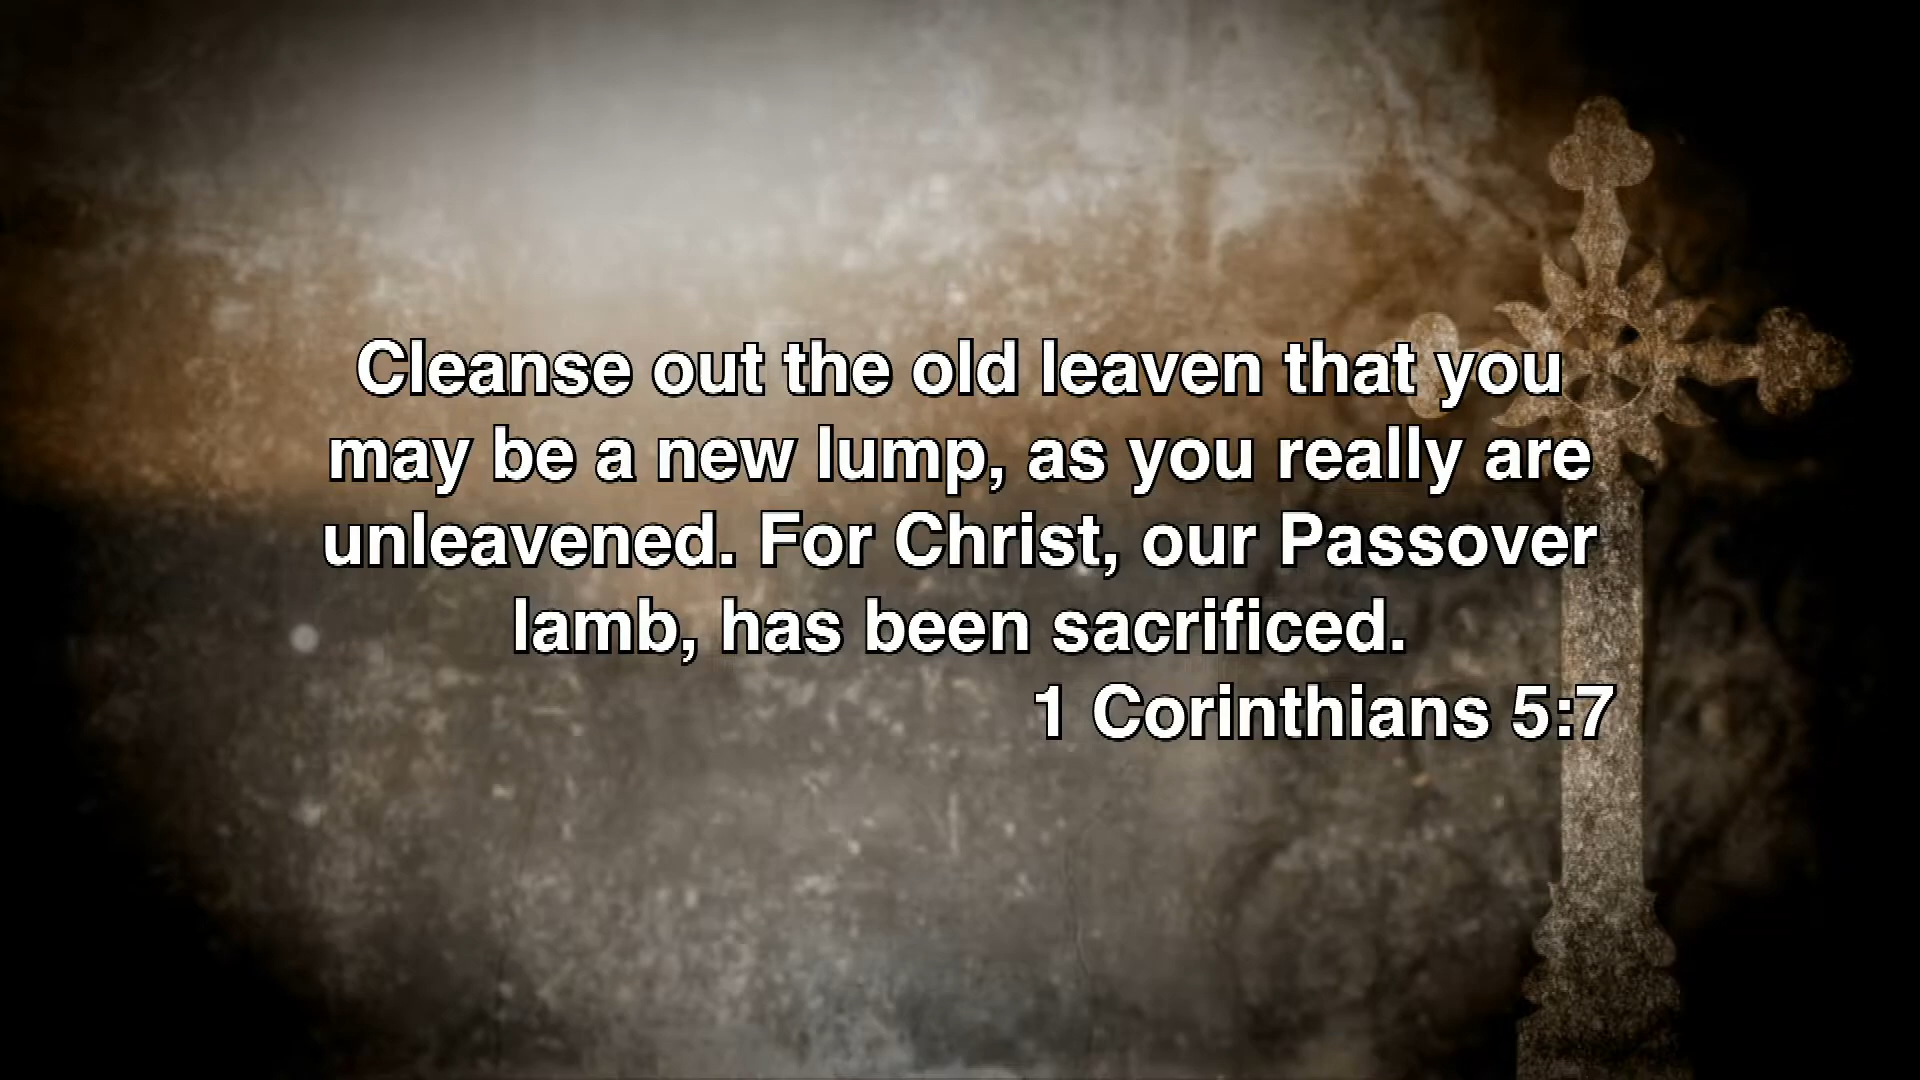 Cleanse out the old leaven that you
may be a new lump, as you really are
unleavened. For Christ, our Passover
lamb, has been sacrificed.
1 Corinthians 5:7